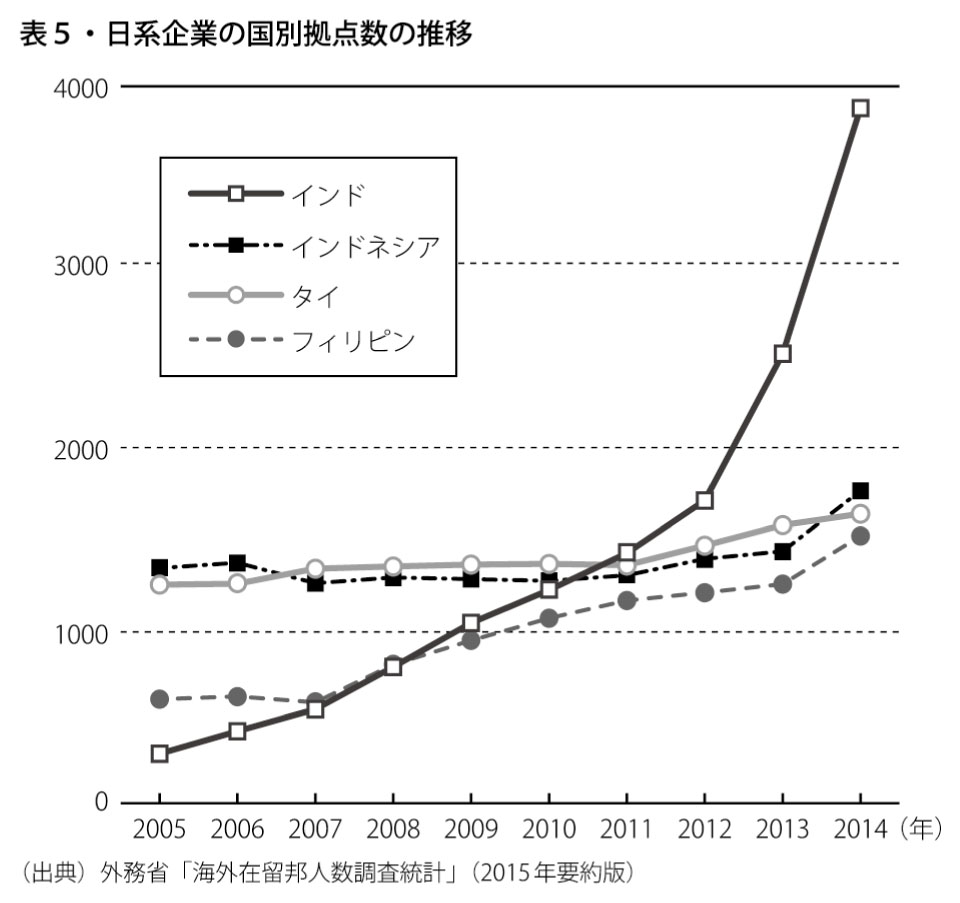 表5・日系企業の国別拠点数の推移
4000
3000
2000
1000
0
インド
インドネシア
タイ
フィリピン
2005 2006 2007 2008 2009 2010 2011 2012 2013 2014（年）
（出典）外務省「海外在留邦人数調査統計」（2015年要約版）